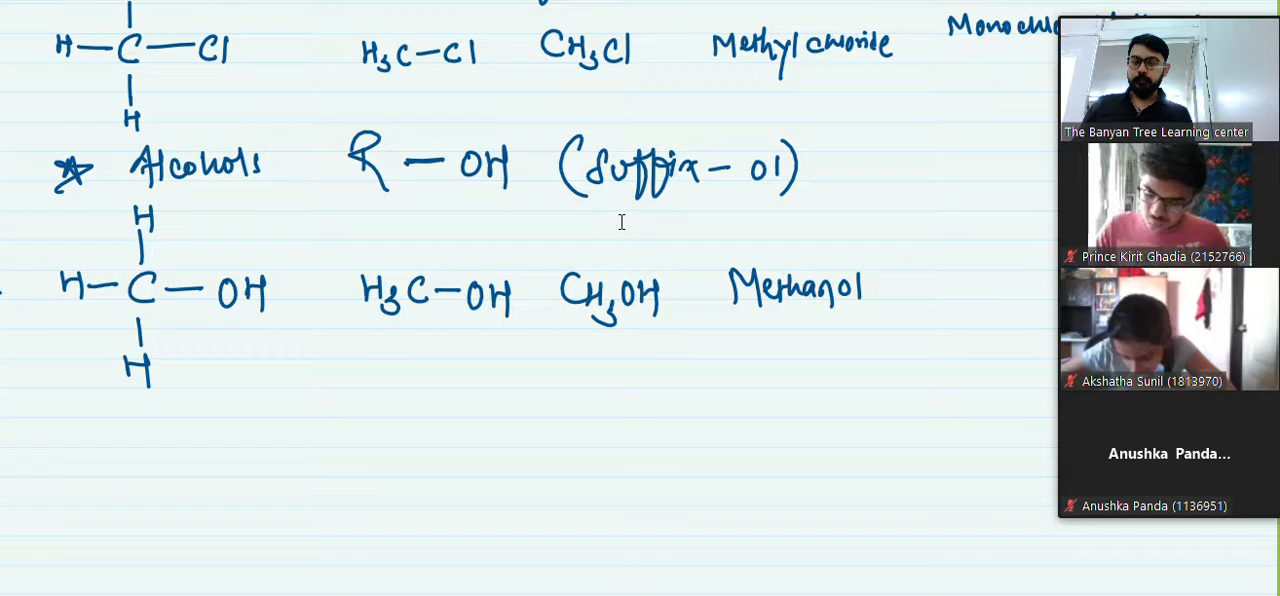 H—C—Cl H₃C—Cl CH₃Cl Methyl chloride
H
Alcohols R—OH (Suffix - ol)
H
H—C—OH H₃C—OH CH₃OH Methanol
H
The Banyan Tree Learning center
Prince Kirit Ghadia (2152766)
Akshatha Sunil (1813970)
Anushka Panda...
Anushka Panda (1136951)